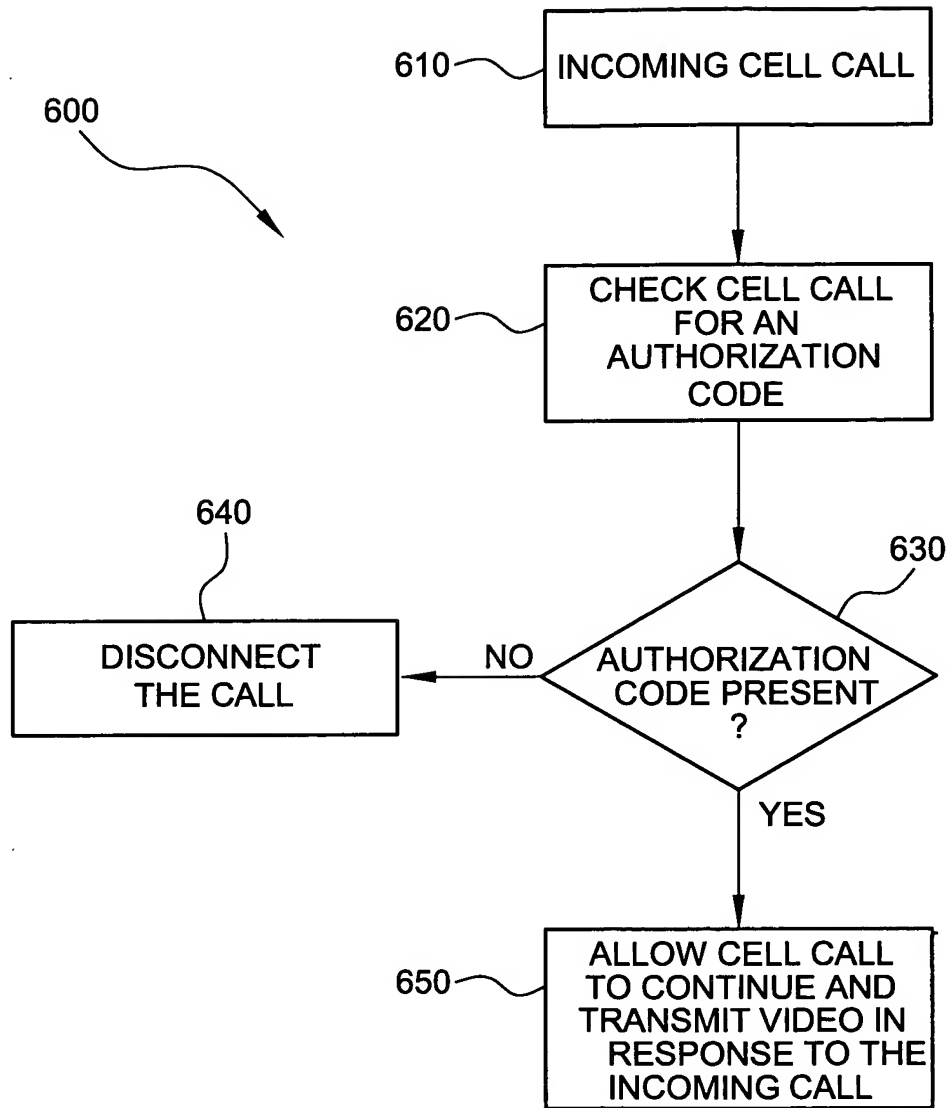 610
INCOMING CELL CALL
600
620
CHECK CELL CALL
FOR AN
AUTHORIZATION
CODE
640
630
DISCONNECT
THE CALL
NO
AUTHORIZATION
CODE PRESENT
?
YES
650
ALLOW CELL CALL
TO CONTINUE AND
TRANSMIT VIDEO IN
RESPONSE TO THE
INCOMING CALL